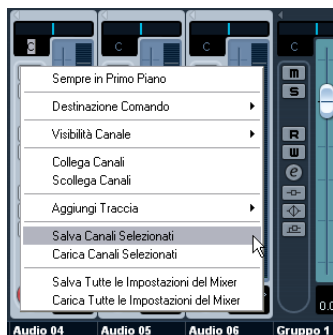 C C C C
Sempre in Primo Piano
Destinazione Comando
Visibilità Canale
Collega Canali
Scollega Canali
Aggiungi Traccia
Salva Canali Selezionati
Carica Canali Selezionati
Salva Tutte le Impostazioni del Mixer
Carica Tutte le Impostazioni del Mixer
m
S
R
W
e
0.0
Audio 04 Audio 05 Audio 06 Gruppo 1